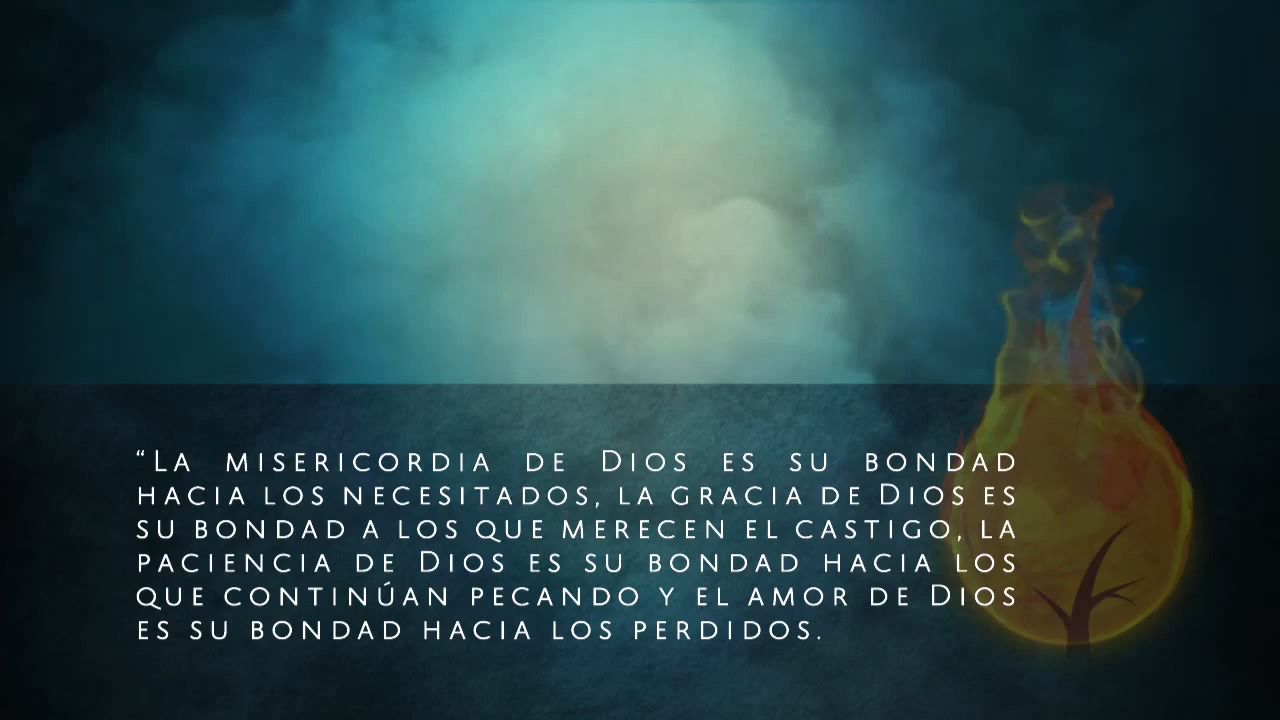 “La misericordia de Dios es su bondad
hacia los necesitados, la gracia de Dios es
su bondad a los que merecen el castigo, la
paciencia de Dios es su bondad hacia los
que continúan pecando y el amor de Dios
es su bondad hacia los perdidos.